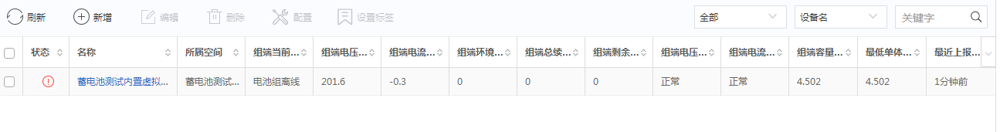 刷新 新增 编辑 删除 配置 设置标签 全部 设备名 关键字
状态 名称 所属空间 组端当前... 组端电压... 组端电流... 组端环境... 组端总续... 组端剩余... 组端电压... 组端电流... 组端容量... 最低单体... 最近上报...
蓄电池测试内置虚拟... 蓄电池测试... 电池组离线 201.6 -0.3 0 0 0 正常 正常 4.502 4.502 1分钟前